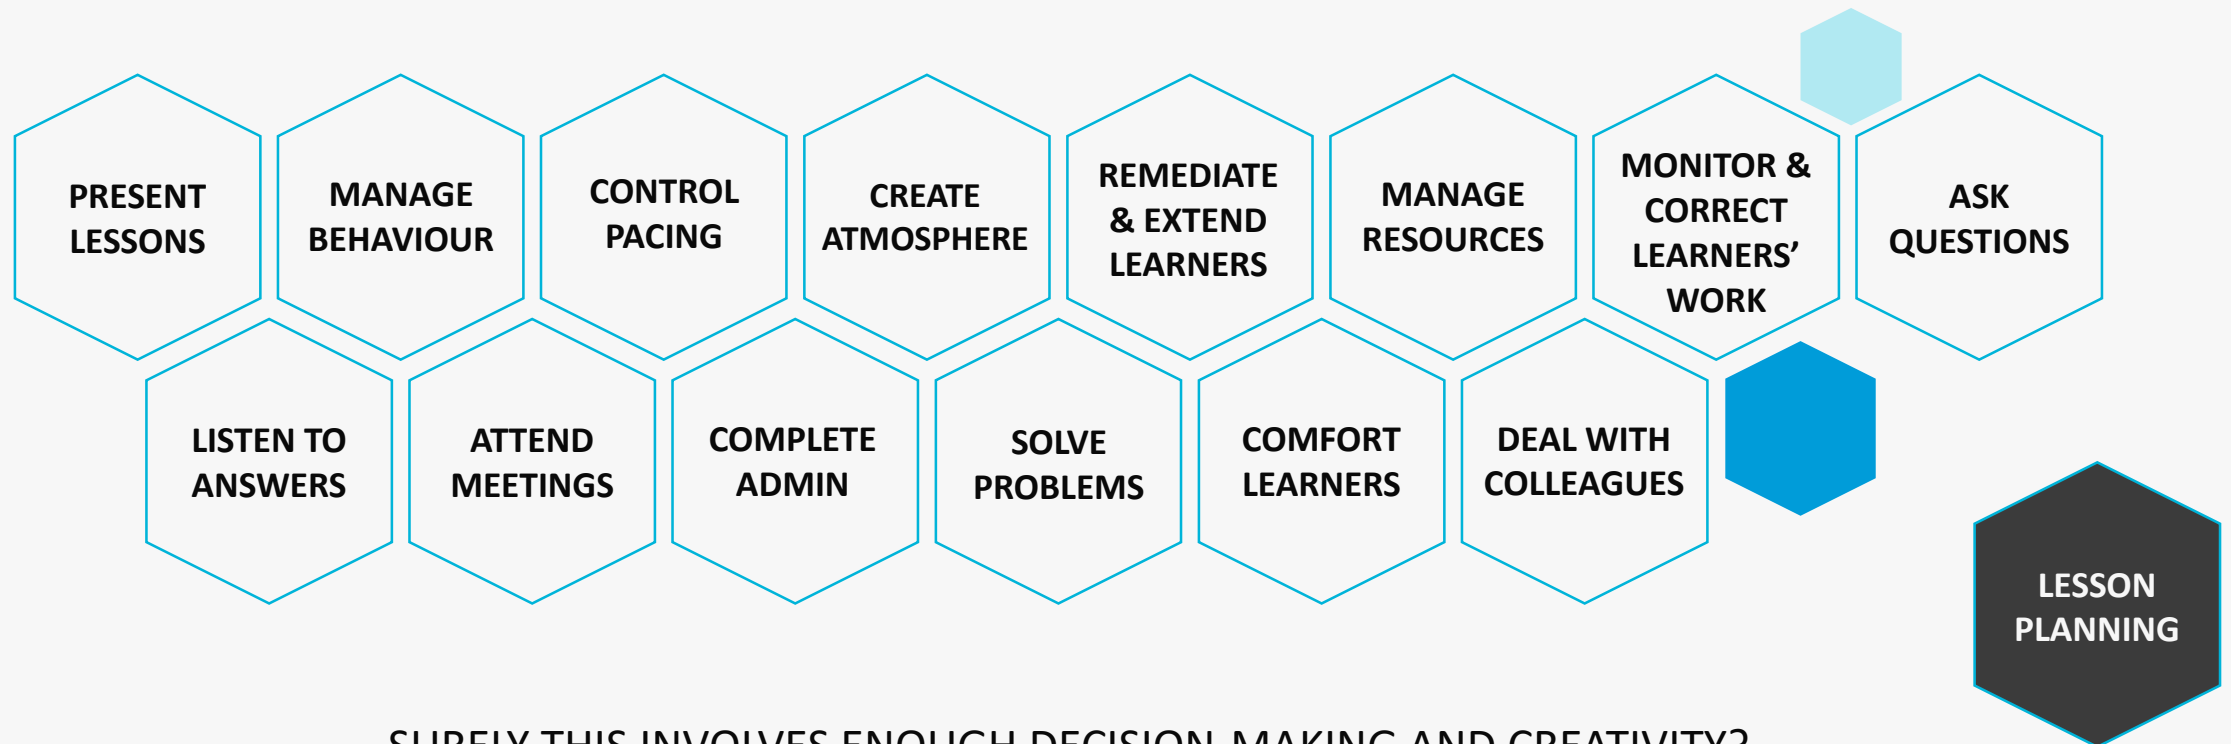 PRESENT
LESSONS
MANAGE
BEHAVIOUR
CONTROL
PACING
CREATE
ATMOSPHERE
REMEDIATE
& EXTEND
LEARNERS
MANAGE
RESOURCES
MONITOR &
CORRECT
LEARNERS’
WORK
ASK
QUESTIONS
LISTEN TO
ANSWERS
ATTEND
MEETINGS
COMPLETE
ADMIN
SOLVE
PROBLEMS
COMFORT
LEARNERS
DEAL WITH
COLLEAGUES
LESSON
PLANNING
SURELY THIS INVOLVES ENOUGH DECISION-MAKING AND CREATIVITY?